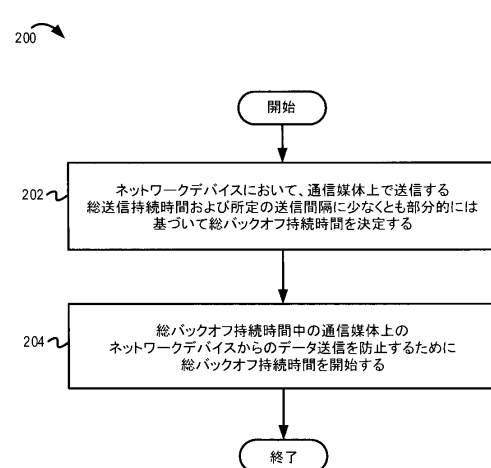 200
開始
202
ネットワークデバイスにおいて、通信媒体上で送信する
総送信持続時間および所定の送信間隔に少なくとも部分的には
基づいて総バックオフ持続時間を決定する
204
総バックオフ持続時間中の通信媒体上の
ネットワークデバイスからのデータ送信を防止するために
総バックオフ持続時間を開始する
終了